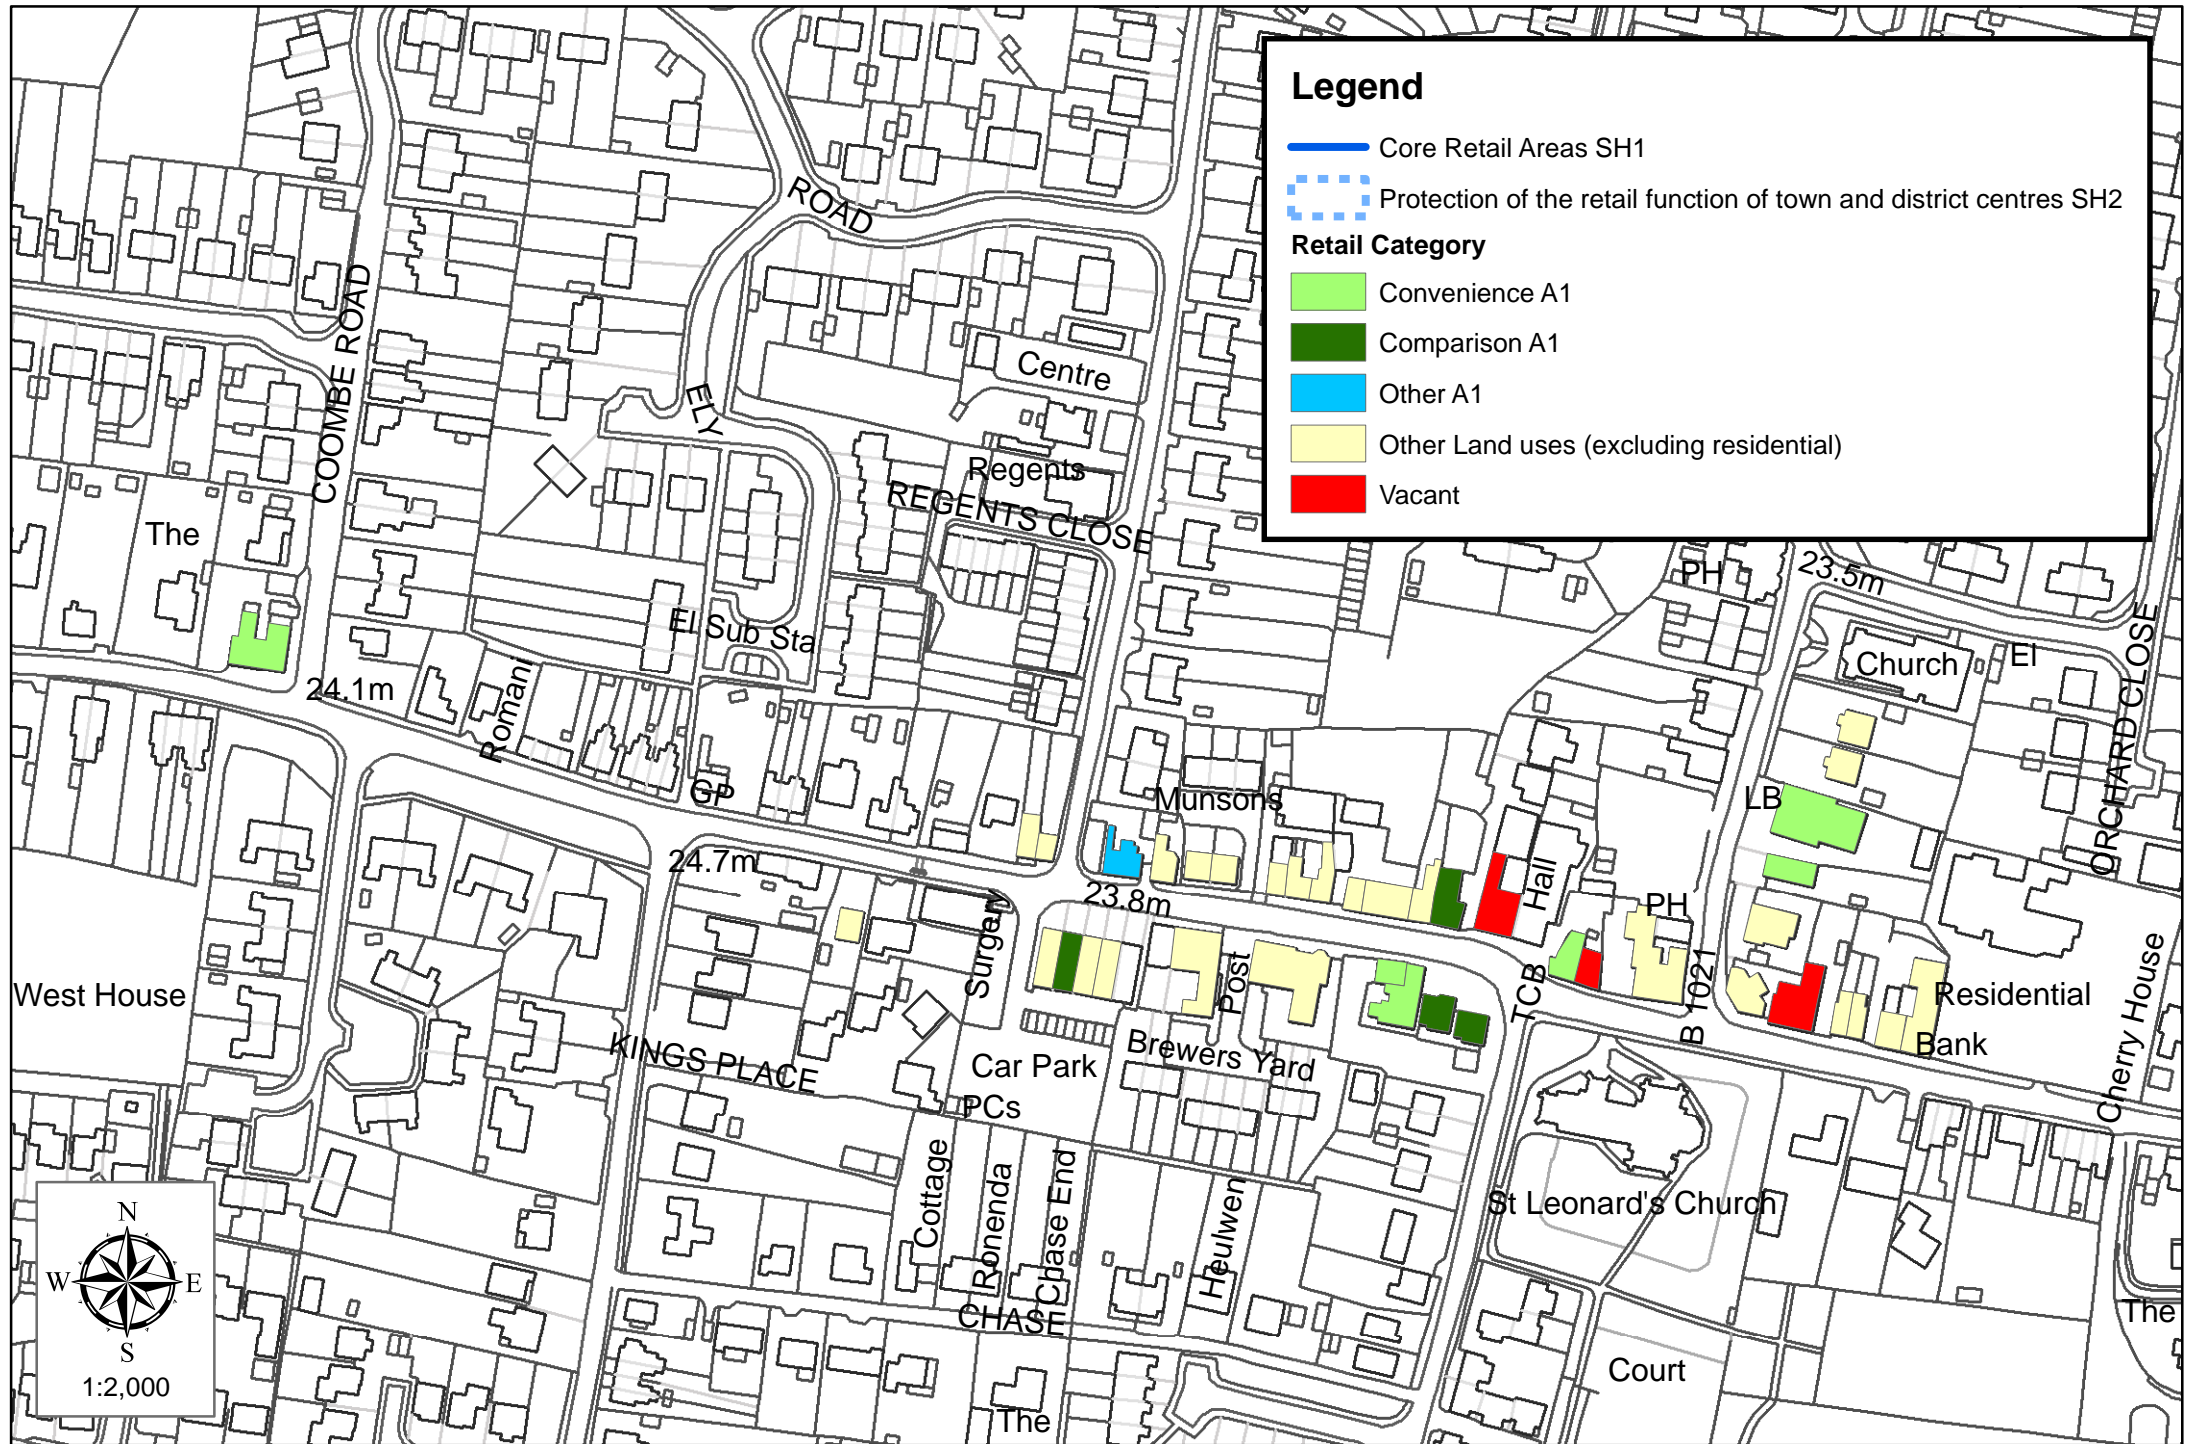 Legend
Core Retail Areas SH1
Protection of the retail function of town and district centres SH2
Retail Category
Convenience A1
Comparison A1
Other A1
Other Land uses (excluding residential)
Vacant
ROAD
COOMBE ROAD
Centre
ELY
Regents
REGENTS CLOSE
The
PH
23.5m
El Sub Sta
Church
El
ORCHARD CLOSE
24.1m
Romani
GP
Munsons
LB
24.7m
23.8m
Hall
PH
Surgery
Post
TCB
B 1021
West House
Residential
Bank
Cherry House
KINGS PLACE
Car Park
Brewers Yard
PCs
Cottage
Ronenda
Chase End
Heulwen
St Leonard's Church
CHASE
The
Court
The
N
W
E
S
1:2,000